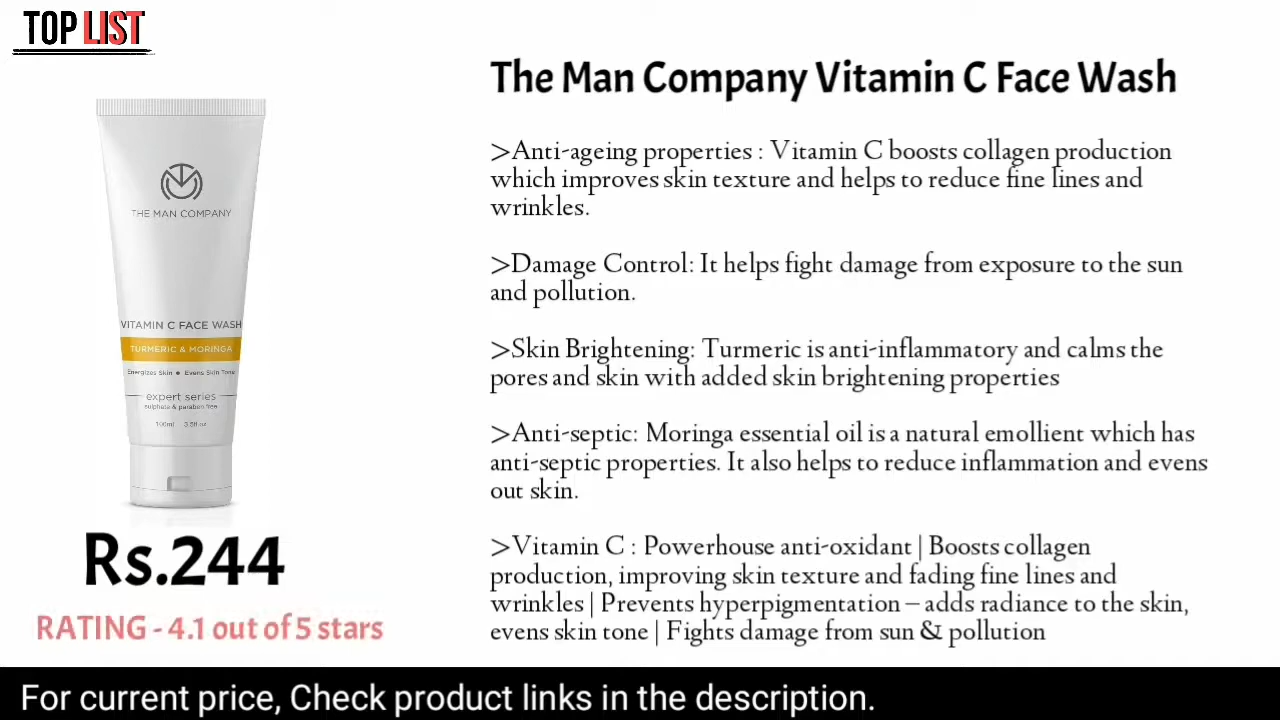 TOP LIST
The Man Company Vitamin C Face Wash
>Anti-ageing properties : Vitamin C boosts collagen production
which improves skin texture and helps to reduce fine lines and
wrinkles.
>Damage Control: It helps fight damage from exposure to the sun
and pollution.
>Skin Brightening: Turmeric is anti-inflammatory and calms the
pores and skin with added skin brightening properties
>Anti-septic: Moringa essential oil is a natural emollient which has
anti-septic properties. It also helps to reduce inflammation and evens
out skin.
>Vitamin C : Powerhouse anti-oxidant | Boosts collagen
production, improving skin texture and fading fine lines and
wrinkles | Prevents hyperpigmentation – adds radiance to the skin,
evens skin tone | Fights damage from sun & pollution
THE MAN COMPANY
VITAMIN C FACE WASH
TURMERIC & MORINGA
Energizes Skin • Evens Skin Tone
expert series
sulphate & paraben free
100ml 3.5fl oz
Rs.244
RATING - 4.1 out of 5 stars
For current price, Check product links in the description.